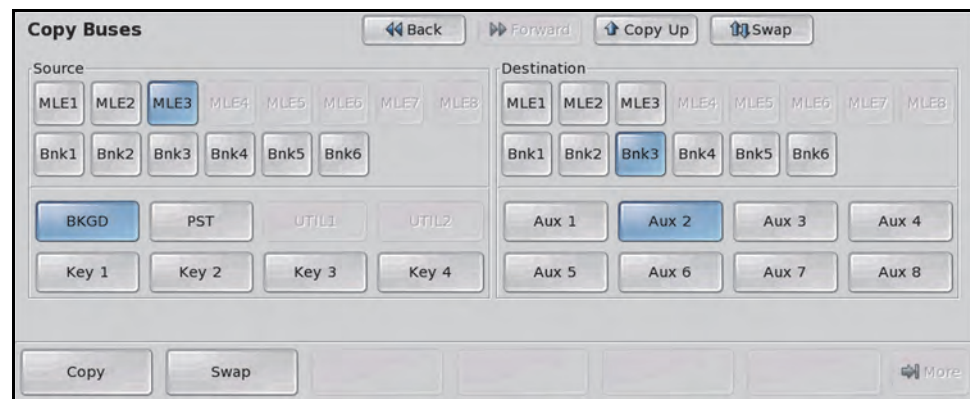 Copy Buses Back Forward Copy Up Swap
Source Destination
MLE1 MLE2 MLE3 MLE4 MLE5 MLE6 MLE7 MLE8 MLE1 MLE2 MLE3 MLE4 MLE5 MLE6 MLE7 MLE8
Bnk1 Bnk2 Bnk3 Bnk4 Bnk5 Bnk6 Bnk1 Bnk2 Bnk3 Bnk4 Bnk5 Bnk6
BKGD PST UTIL1 UTIL2 Aux 1 Aux 2 Aux 3 Aux 4
Key 1 Key 2 Key 3 Key 4 Aux 5 Aux 6 Aux 7 Aux 8
Copy Swap More